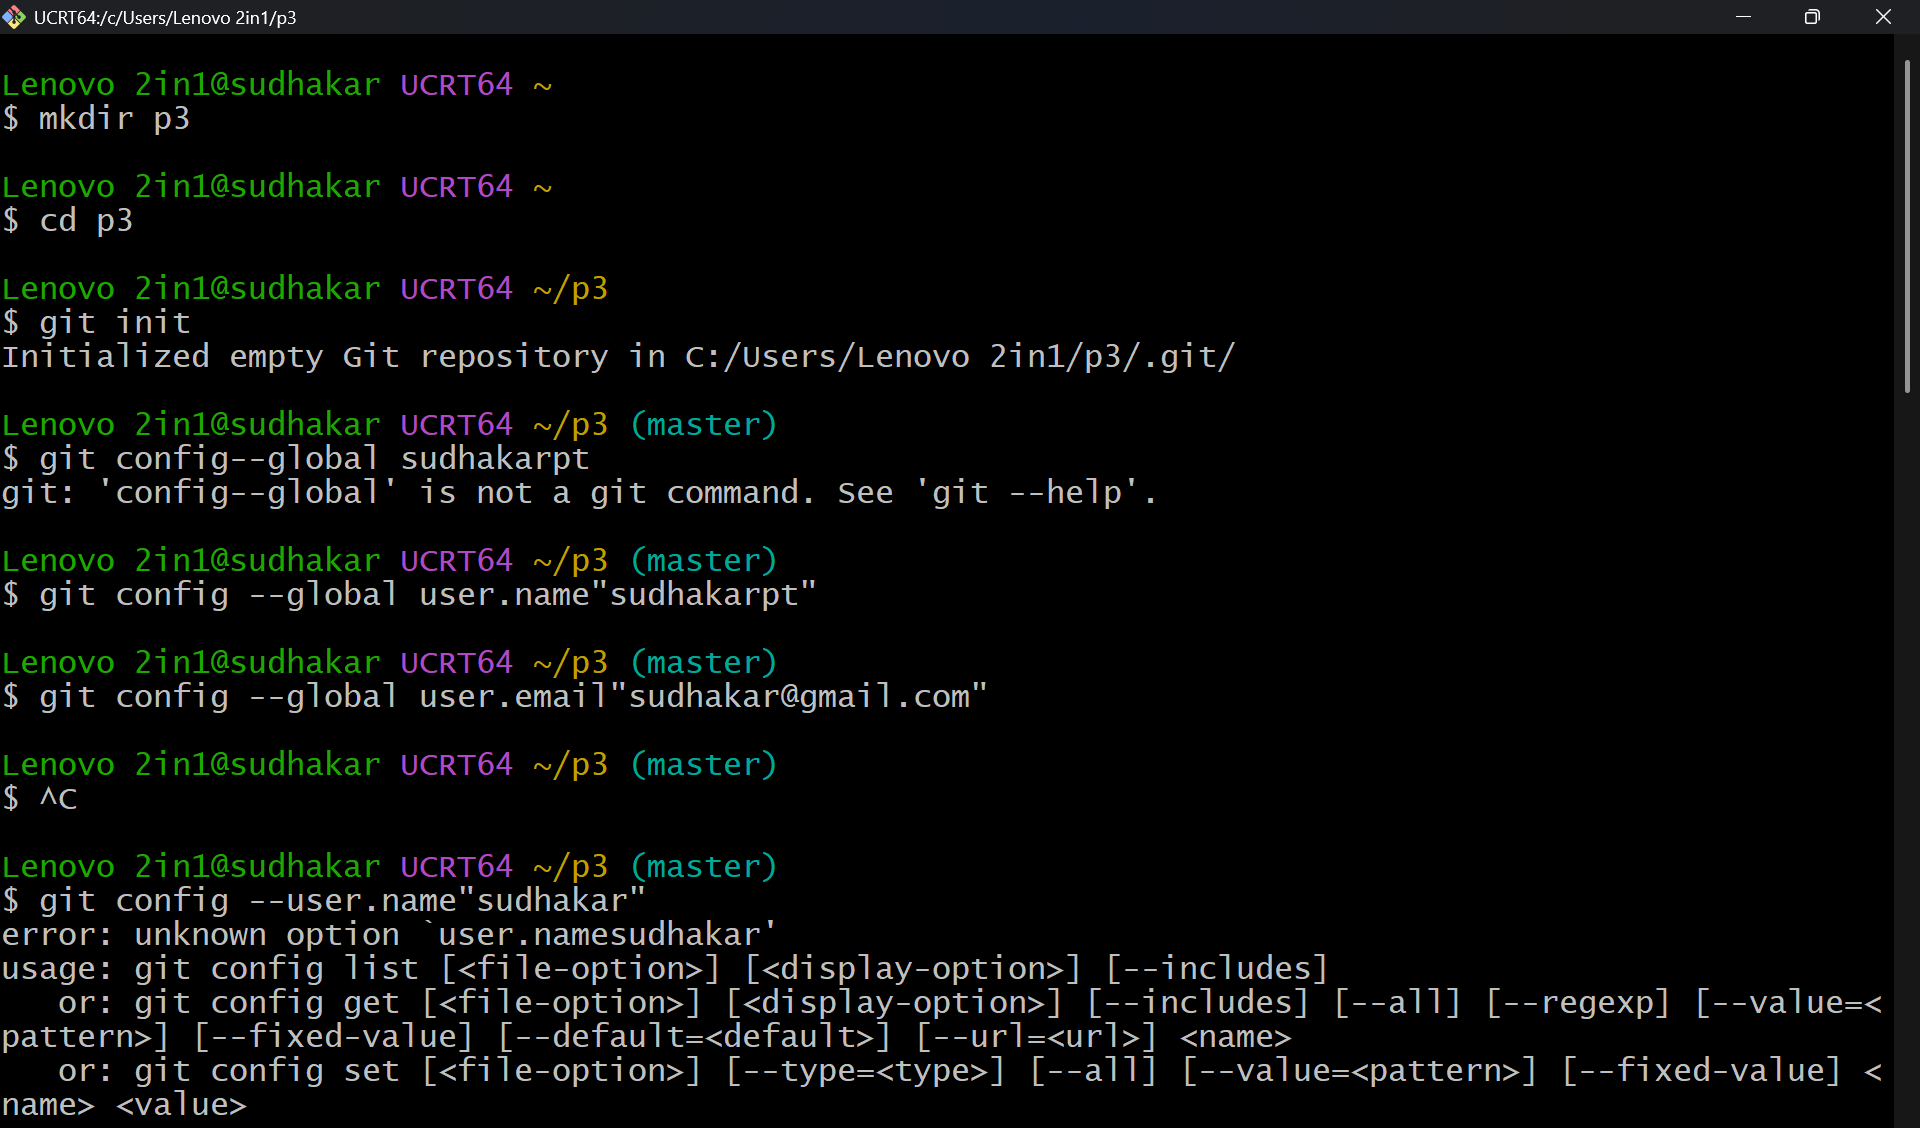 UCRT64:/c/Users/Lenovo 2in1/p3
Lenovo 2in1@sudhakar UCRT64 ~
$ mkdir p3
Lenovo 2in1@sudhakar UCRT64 ~
$ cd p3
Lenovo 2in1@sudhakar UCRT64 ~/p3
$ git init
Initialized empty Git repository in C:/Users/Lenovo 2in1/p3/.git/
Lenovo 2in1@sudhakar UCRT64 ~/p3 (master)
$ git config--global sudhakarpt
git: 'config--global' is not a git command. See 'git --help'.
Lenovo 2in1@sudhakar UCRT64 ~/p3 (master)
$ git config --global user.name"sudhakarpt"
Lenovo 2in1@sudhakar UCRT64 ~/p3 (master)
$ git config --global user.email"sudhakar@gmail.com"
Lenovo 2in1@sudhakar UCRT64 ~/p3 (master)
$ ^C
Lenovo 2in1@sudhakar UCRT64 ~/p3 (master)
$ git config --user.name"sudhakar"
error: unknown option `user.namesudhakar'
usage: git config list [<file-option>] [<display-option>] [--includes]
   or: git config get [<file-option>] [<display-option>] [--includes] [--all] [--regexp] [--value=<
pattern>] [--fixed-value] [--default=<default>] [--url=<url>] <name>
   or: git config set [<file-option>] [--type=<type>] [--all] [--value=<pattern>] [--fixed-value] <
name> <value>